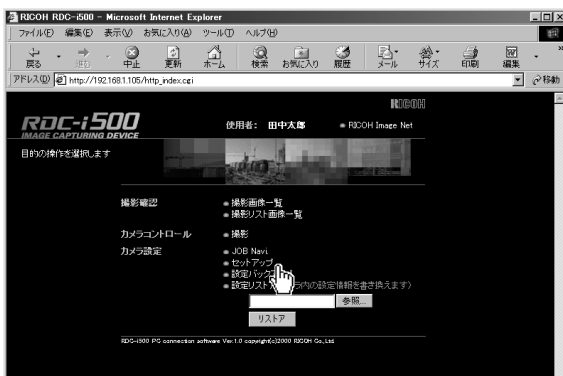 RICOH RDC-i500 - Microsoft Internet Explorer
ファイル(F) 編集(E) 表示(V) お気に入り(A) ツール(T) ヘルプ(H)
戻る 進む 中止 更新 ホーム 検索 お気に入り 履歴 メール サイズ 印刷 編集
アドレス(D) http://192.168.1.105/http_index.cgi 移動
RICOH
RDC-i500
IMAGE CAPTURING DEVICE
使用者: 田中太郎 RICOH Image Net
目的の操作を選択します
撮影確認 撮影画像一覧
撮影リスト画像一覧
カメラコントロール 撮影
カメラ設定 JOB Navi
セットアップ
設定バック
設定リスト ラ内の設定情報を書き換えます)
参照...
リストア
RDC-i500 PC connection software Ver.1.0 copyright(c)2000 RICOH Co.,Ltd.